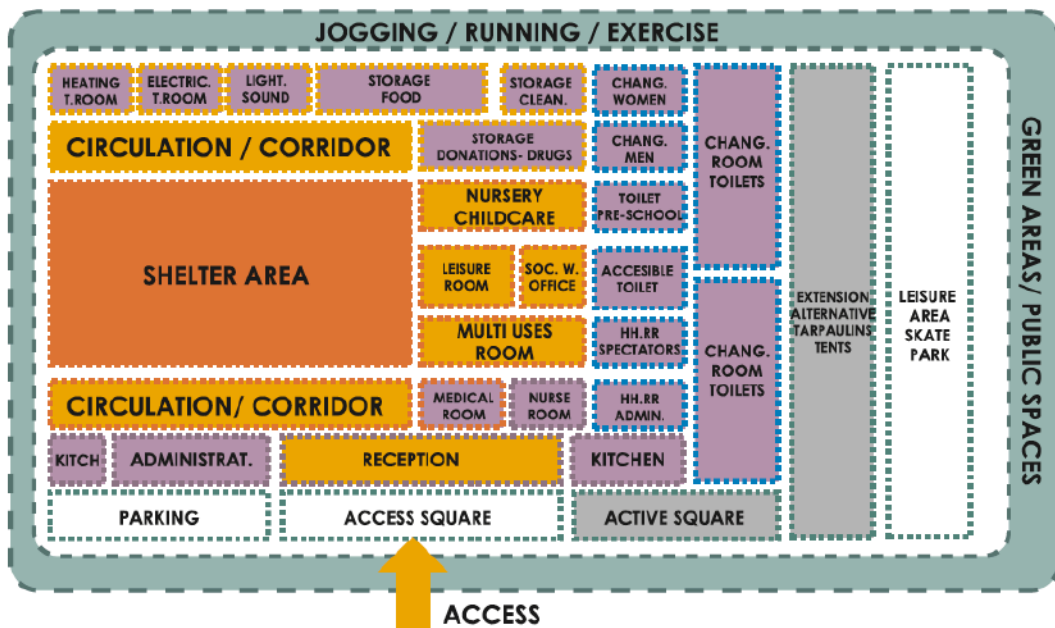 JOGGING / RUNNING / EXERCISE
HEATING
T.ROOM
ELECTRIC.
T.ROOM
LIGHT.
SOUND
STORAGE
FOOD
STORAGE
CLEAN.
CHANG.
WOMEN
CIRCULATION / CORRIDOR
STORAGE
DONATIONS- DRUGS
CHANG.
MEN
CHANG.
ROOM
TOILETS
SHELTER AREA
NURSERY
CHILDCARE
TOILET
PRE-SCHOOL
LEISURE
ROOM
SOC. W.
OFFICE
ACCESIBLE
TOILET
MULTI USES
ROOM
HH.RR
SPECTATORS
CHANG.
ROOM
TOILETS
EXTENSION
ALTERNATIVE
TARPAULINS
TENTS
LEISURE
AREA
SKATE
PARK
GREEN AREAS/ PUBLIC SPACES
CIRCULATION/ CORRIDOR
MEDICAL
ROOM
NURSE
ROOM
HH.RR
ADMIN.
KITCH
ADMINISTRAT.
RECEPTION
KITCHEN
PARKING
ACCESS SQUARE
ACTIVE SQUARE
ACCESS